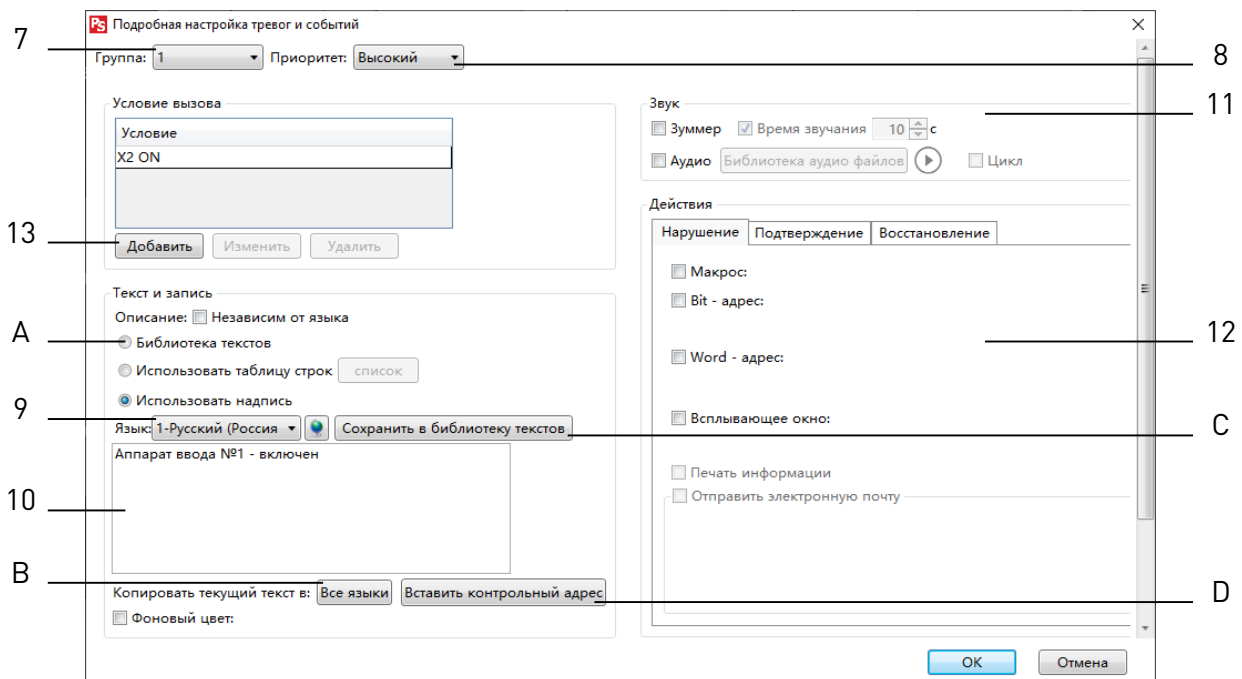 Ps Подробная настройка тревог и событий
7
Группа: 1 Приоритет: Высокий
8
Условие вызова
Условие
X2 ON
13
Добавить Изменить Удалить
Текст и запись
Описание: Независим от языка
A
Библиотека текстов
Использовать таблицу строк список
Использовать надпись
9
Язык: 1-Русский (Россия Сохранить в библиотеку текстов
C
Аппарат ввода №1 - включен
10
B
Копировать текущий текст в: Все языки Вставить контрольный адрес
D
Фоновый цвет:
Звук
11
Зуммер Время звучания 10 с
Аудио Библиотека аудио файлов Цикл
Действия
Нарушение Подтверждение Восстановление
Макрос:
Bit - адрес:
12
Word - адрес:
Всплывающее окно:
Печать информации
Отправить электронную почту
OK Отмена